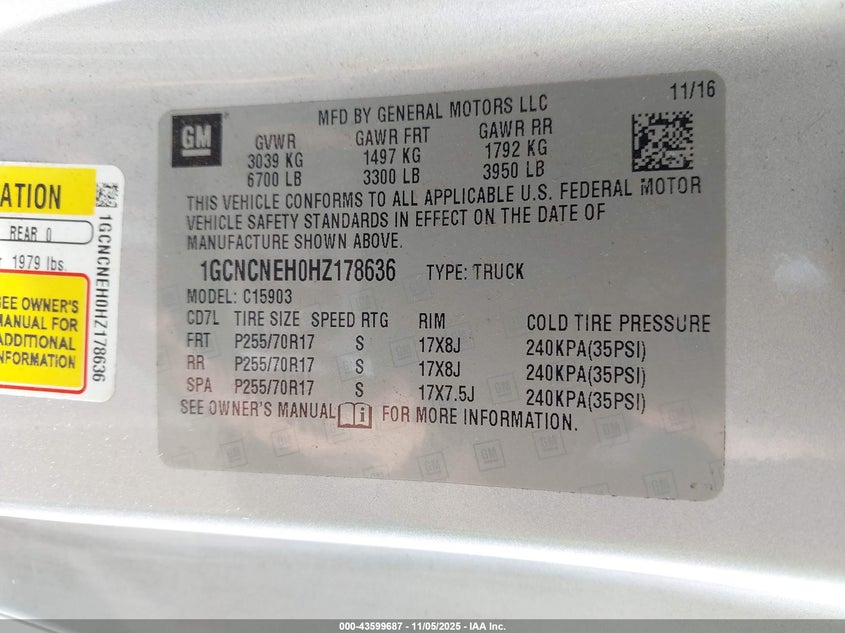 GM
MFD BY GENERAL MOTORS LLC
11/16
GVWR GAWR FRT GAWR RR
3039 KG 1497 KG 1792 KG
6700 LB 3300 LB 3950 LB
THIS VEHICLE CONFORMS TO ALL APPLICABLE U.S. FEDERAL MOTOR
VEHICLE SAFETY STANDARDS IN EFFECT ON THE DATE OF
MANUFACTURE SHOWN ABOVE.
1GCNCNEH0HZ178636 TYPE: TRUCK
MODEL: C15903
CD7L TIRE SIZE SPEED RTG RIM COLD TIRE PRESSURE
FRT P255/70R17 S 17X8J 240KPA(35PSI)
RR P255/70R17 S 17X8J 240KPA(35PSI)
SPA P255/70R17 S 17X7.5J 240KPA(35PSI)
SEE OWNER'S MANUAL FOR MORE INFORMATION.
ATION
REAR 0
1979 lbs.
SEE OWNER'S
MANUAL FOR
ADDITIONAL
INFORMATION
1GCNCNEH0HZ178636
000-43599687 - 11/05/2025 - IAA Inc.